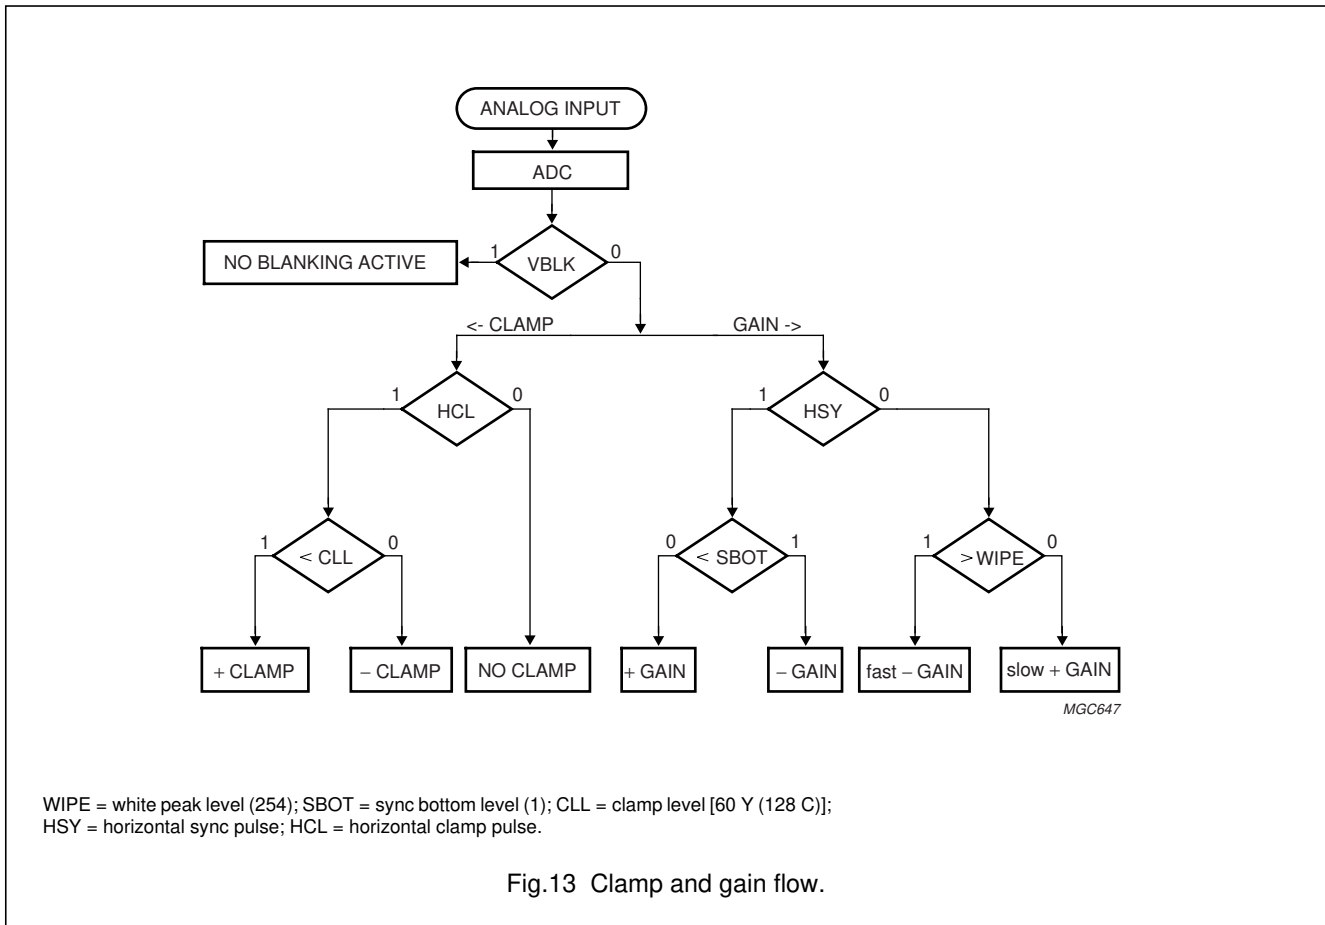 ANALOG INPUT
ADC
1 VBLK 0
NO BLANKING ACTIVE
<- CLAMP GAIN ->
1 HCL 0
1 HSY 0
1 < CLL 0
0 < SBOT 1
1 > WIPE 0
+ CLAMP
− CLAMP
NO CLAMP
+ GAIN
− GAIN
fast − GAIN
slow + GAIN
MGC647
WIPE = white peak level (254); SBOT = sync bottom level (1); CLL = clamp level [60 Y (128 C)];
HSY = horizontal sync pulse; HCL = horizontal clamp pulse.
Fig.13 Clamp and gain flow.